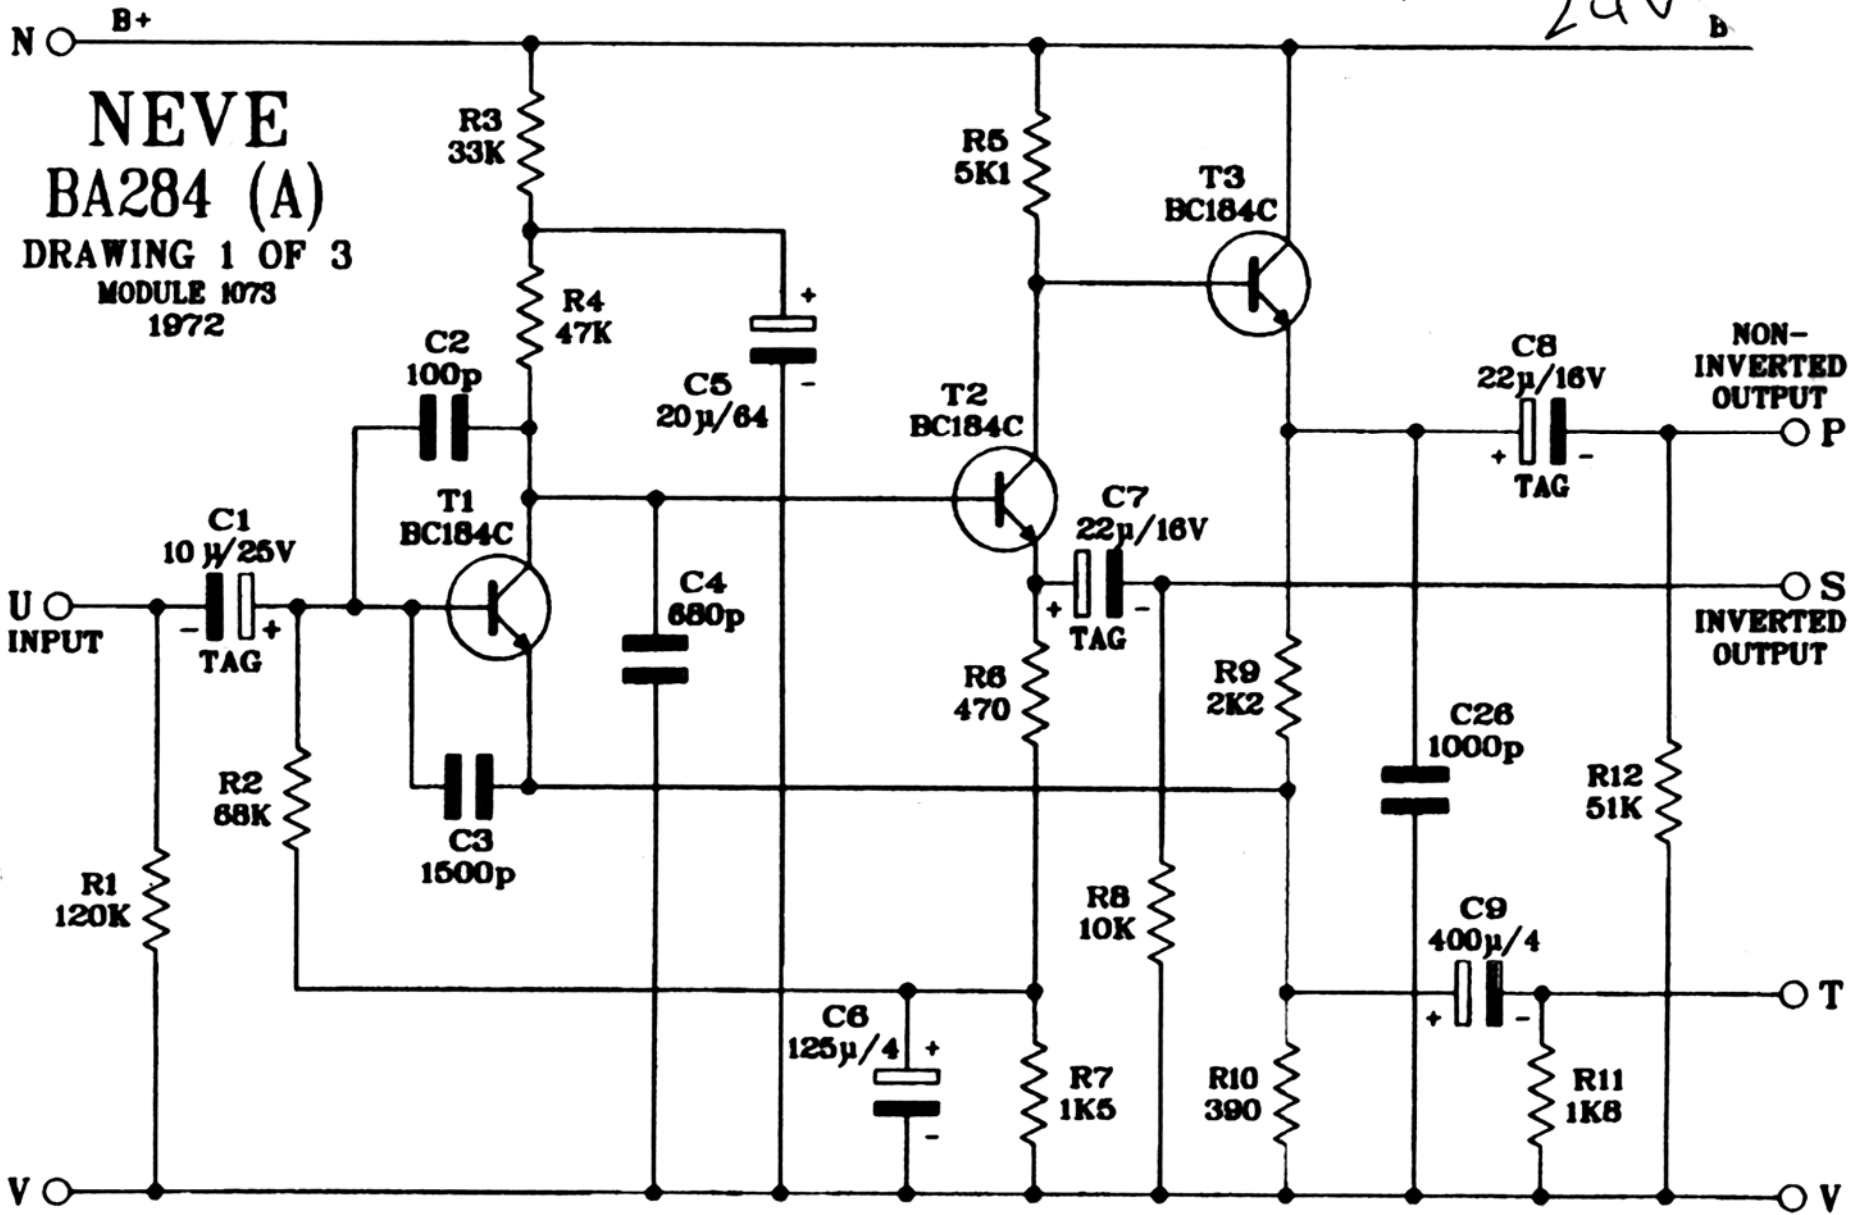 N
B+
24V
B
NEVE
BA284 (A)
DRAWING 1 OF 3
MODULE 1073
1972
R3
33K
R4
47K
C2
100p
C5
20µ/64
+
-
R5
5K1
T3
BC184C
T2
BC184C
C8
22µ/16V
+ -
TAG
NON-
INVERTED
OUTPUT
P
T1
BC184C
C1
10µ/25V
- +
TAG
U
INPUT
C4
680p
C7
22µ/16V
+ -
TAG
S
INVERTED
OUTPUT
R6
470
R9
2K2
C26
1000p
R12
51K
R2
68K
C3
1500p
R1
120K
R8
10K
C9
400µ/4
+ -
T
C6
125µ/4
+
-
R7
1K5
R10
390
R11
1K8
V
V